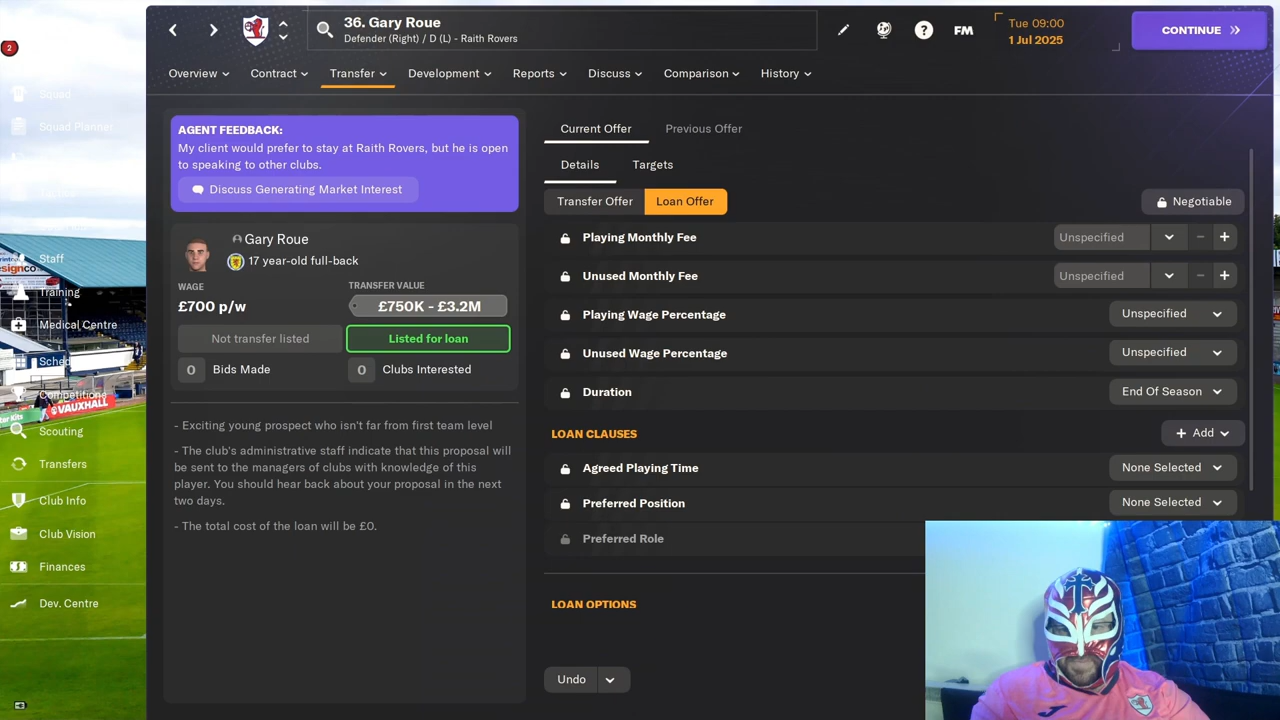 36. Gary Roue
Defender (Right) / D (L) - Raith Rovers
FM
Tue 09:00
1 Jul 2025
CONTINUE
2
Overview
Contract
Transfer
Development
Reports
Discuss
Comparison
History
Squad
Squad Planner
Staff
Training
Medical Centre
Sched
Competitions
Scouting
Transfers
Club Info
Club Vision
Finances
Dev. Centre
VAUXHALL
AGENT FEEDBACK:
My client would prefer to stay at Raith Rovers, but he is open
to speaking to other clubs.
Discuss Generating Market Interest
Gary Roue
17 year-old full-back
WAGE
£700 p/w
TRANSFER VALUE
£750K - £3.2M
Not transfer listed
Listed for loan
0 Bids Made
0 Clubs Interested
- Exciting young prospect who isn't far from first team level
- The club's administrative staff indicate that this proposal will
be sent to the managers of clubs with knowledge of this
player. You should hear back about your proposal in the next
two days.
- The total cost of the loan will be £0.
Current Offer
Previous Offer
Details
Targets
Transfer Offer
Loan Offer
Negotiable
Playing Monthly Fee
Unspecified
Unused Monthly Fee
Unspecified
Playing Wage Percentage
Unspecified
Unused Wage Percentage
Unspecified
Duration
End Of Season
LOAN CLAUSES
Add
Agreed Playing Time
None Selected
Preferred Position
None Selected
Preferred Role
LOAN OPTIONS
Undo